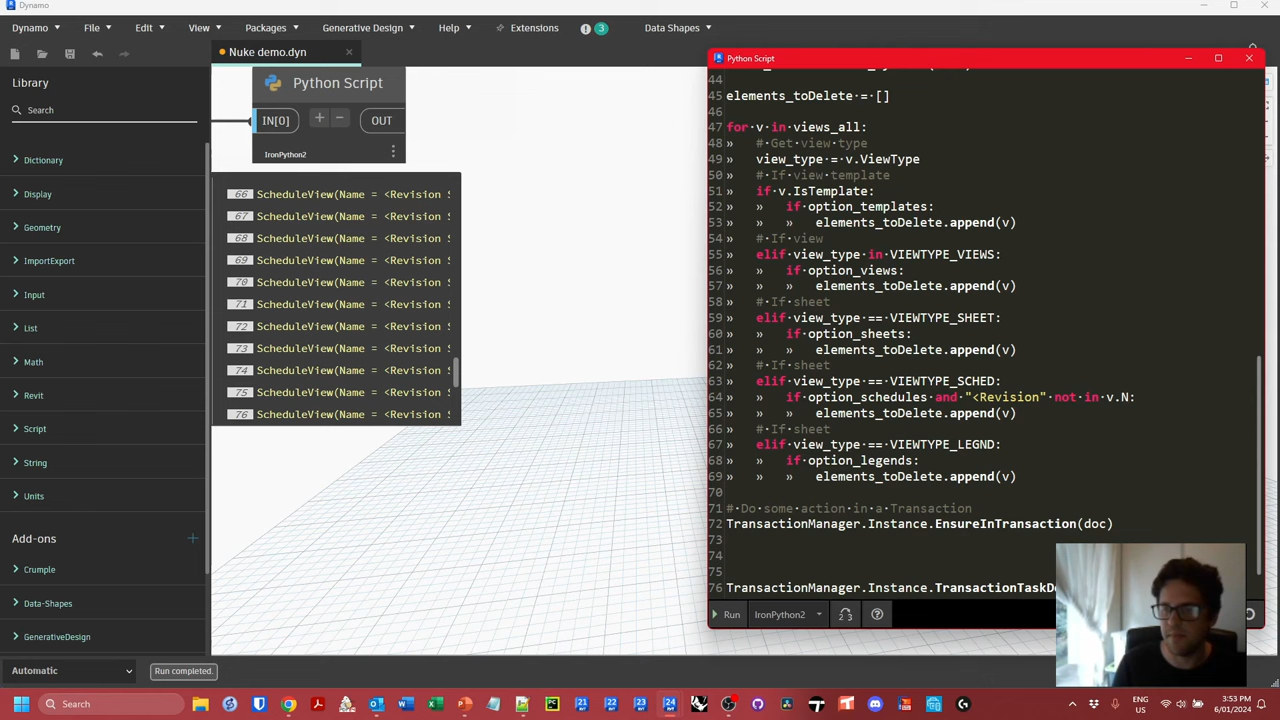 Dynamo
Dynamo File Edit View Packages Generative Design Help Extensions 3 Data Shapes
Nuke demo.dyn
Library
Search
Dictionary
Display
Geometry
ImportExport
Input
List
Math
Revit
Script
String
Units
Add-ons
Crumple
Data-Shapes
GenerativeDesign
Automatic
Run completed.
Python Script
IN[0] + − OUT
IronPython2
66 ScheduleView(Name = <Revision S
67 ScheduleView(Name = <Revision S
68 ScheduleView(Name = <Revision S
69 ScheduleView(Name = <Revision S
70 ScheduleView(Name = <Revision S
71 ScheduleView(Name = <Revision S
72 ScheduleView(Name = <Revision S
73 ScheduleView(Name = <Revision S
74 ScheduleView(Name = <Revision S
75 ScheduleView(Name = <Revision S
76 ScheduleView(Name = <Revision S
Python Script
44
45 elements_toDelete = []
46
47 for v in views_all:
48 # Get view type
49 view_type = v.ViewType
50 # If view template
51 if v.IsTemplate:
52 if option_templates:
53 elements_toDelete.append(v)
54 # If view
55 elif view_type in VIEWTYPE_VIEWS:
56 if option_views:
57 elements_toDelete.append(v)
58 # If sheet
59 elif view_type == VIEWTYPE_SHEET:
60 if option_sheets:
61 elements_toDelete.append(v)
62 # If sheet
63 elif view_type == VIEWTYPE_SCHED:
64 if option_schedules and "<Revision" not in v.N:
65 elements_toDelete.append(v)
66 # If sheet
67 elif view_type == VIEWTYPE_LEGND:
68 if option_legends:
69 elements_toDelete.append(v)
70
71 # Do some action in a Transaction
72 TransactionManager.Instance.EnsureInTransaction(doc)
73
74
75
76 TransactionManager.Instance.TransactionTaskD
Run IronPython2
Search
3:53 PM
ENG
US
6/01/2024